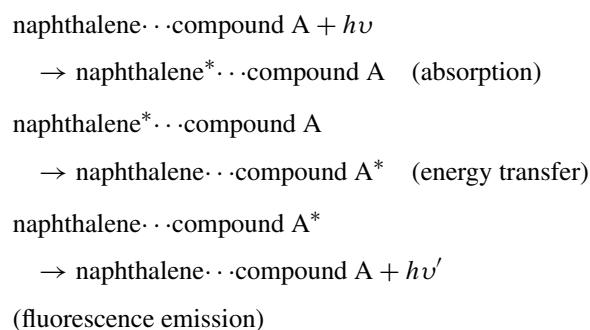 naphthalene···compound A + hυ
→ naphthalene*···compound A (absorption)
naphthalene*···compound A
→ naphthalene···compound A* (energy transfer)
naphthalene···compound A*
→ naphthalene···compound A + hυ′
(fluorescence emission)